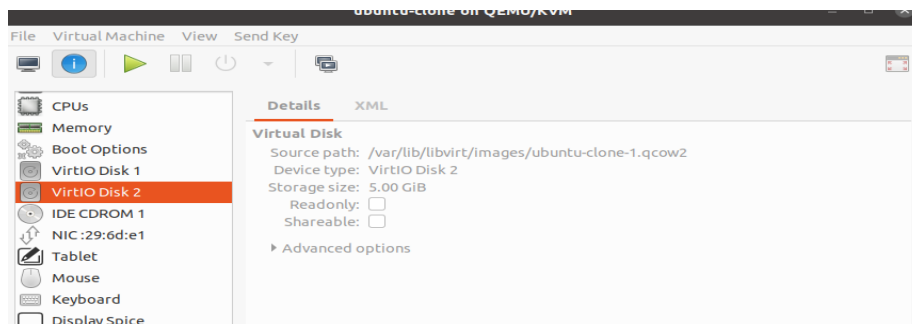 ubuntu-clone on QEMU/KVM
File Virtual Machine View Send Key
Details XML
CPUs
Memory
Boot Options
VirtIO Disk 1
VirtIO Disk 2
IDE CDROM 1
NIC :29:6d:e1
Tablet
Mouse
Keyboard
Display Spice
Virtual Disk
Source path: /var/lib/libvirt/images/ubuntu-clone-1.qcow2
Device type: VirtIO Disk 2
Storage size: 5.00 GiB
Readonly:
Shareable:
Advanced options